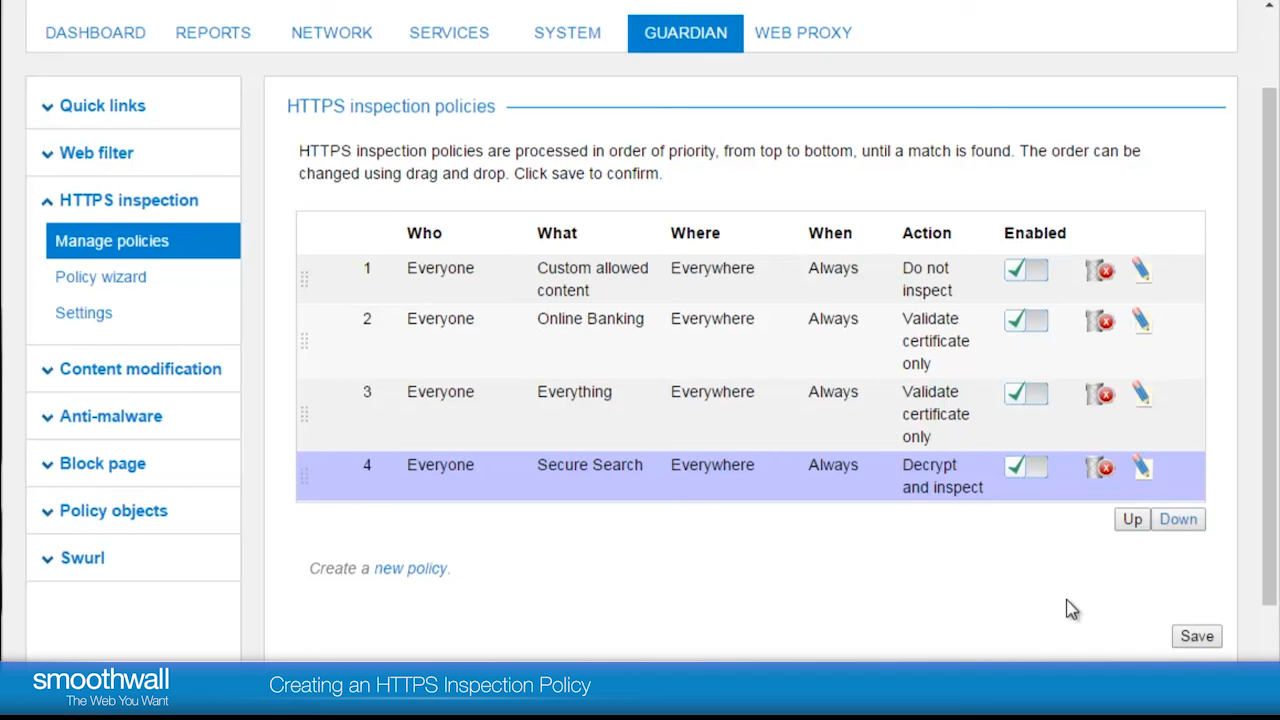 DASHBOARD REPORTS NETWORK SERVICES SYSTEM GUARDIAN WEB PROXY
Quick links
Web filter
HTTPS inspection
Manage policies
Policy wizard
Settings
Content modification
Anti-malware
Block page
Policy objects
Swurl
HTTPS inspection policies
HTTPS inspection policies are processed in order of priority, from top to bottom, until a match is found. The order can be
changed using drag and drop. Click save to confirm.
Who What Where When Action Enabled
1 Everyone Custom allowed Everywhere Always Do not
content inspect
2 Everyone Online Banking Everywhere Always Validate
certificate
only
3 Everyone Everything Everywhere Always Validate
certificate
only
4 Everyone Secure Search Everywhere Always Decrypt
and inspect
Up Down
Create a new policy.
Save
smoothwall
The Web You Want
Creating an HTTPS Inspection Policy